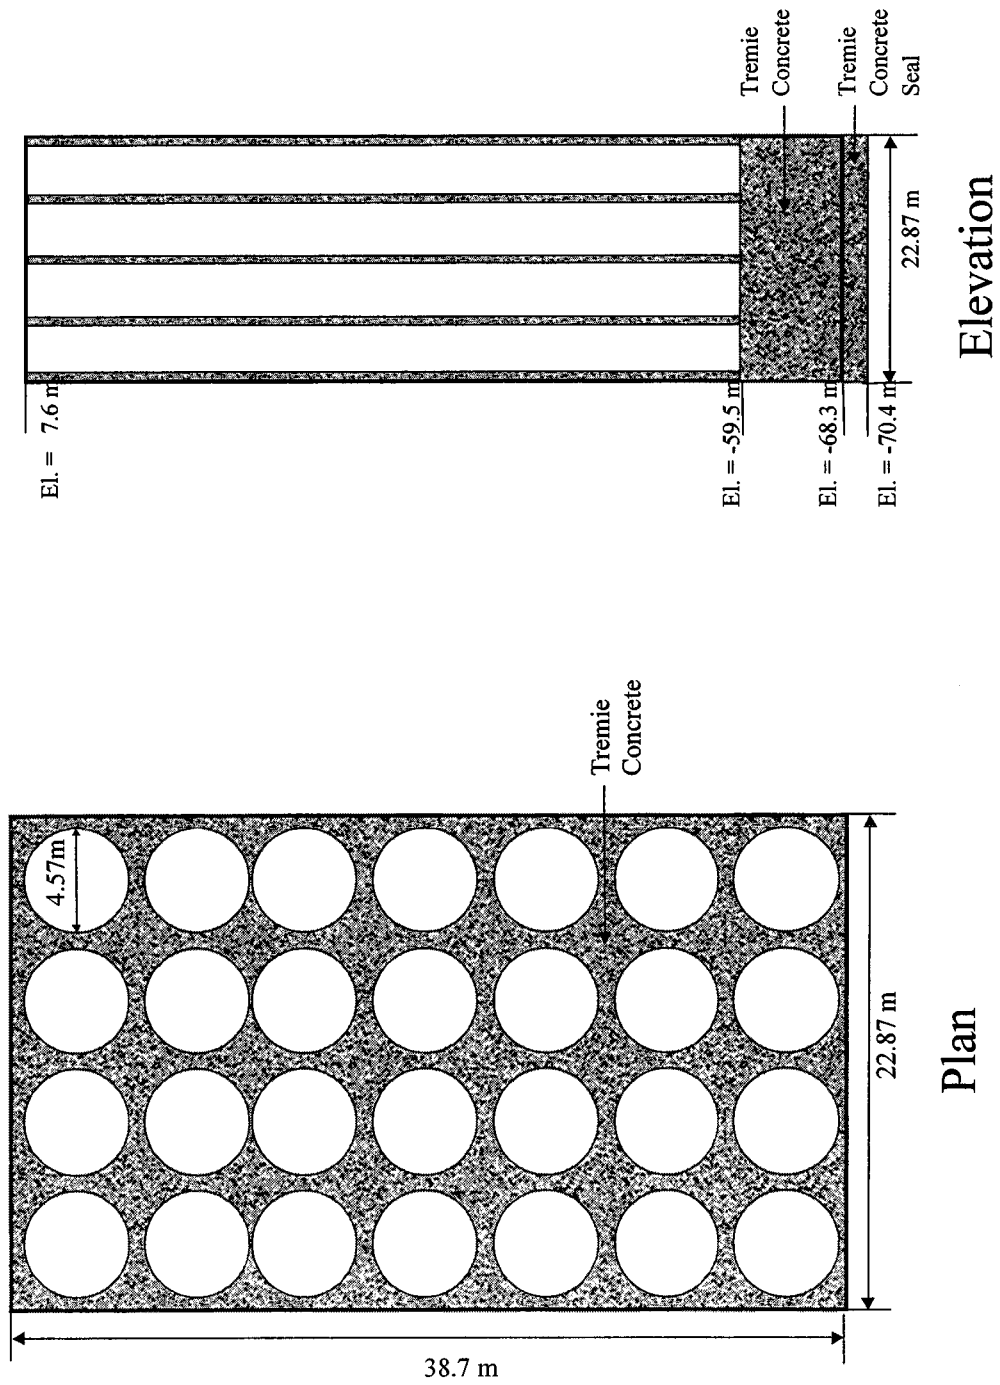 El. = 7.6 m
El. = -59.5 m
El. = -68.3 m
El. = -70.4 m
22.87 m
Tremie
Concrete
Tremie
Concrete
Seal
Elevation
4.57m
Tremie
Concrete
38.7 m
22.87 m
Plan